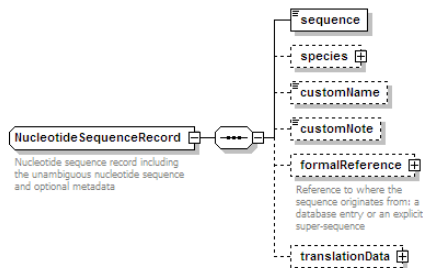 sequence
species
customName
NucleotideSequenceRecord
customNote
Nucleotide sequence record including
the unambiguous nucleotide sequence
and optional metadata
formalReference
Reference to where the
sequence originates from: a
database entry or an explicit
super-sequence
translationData